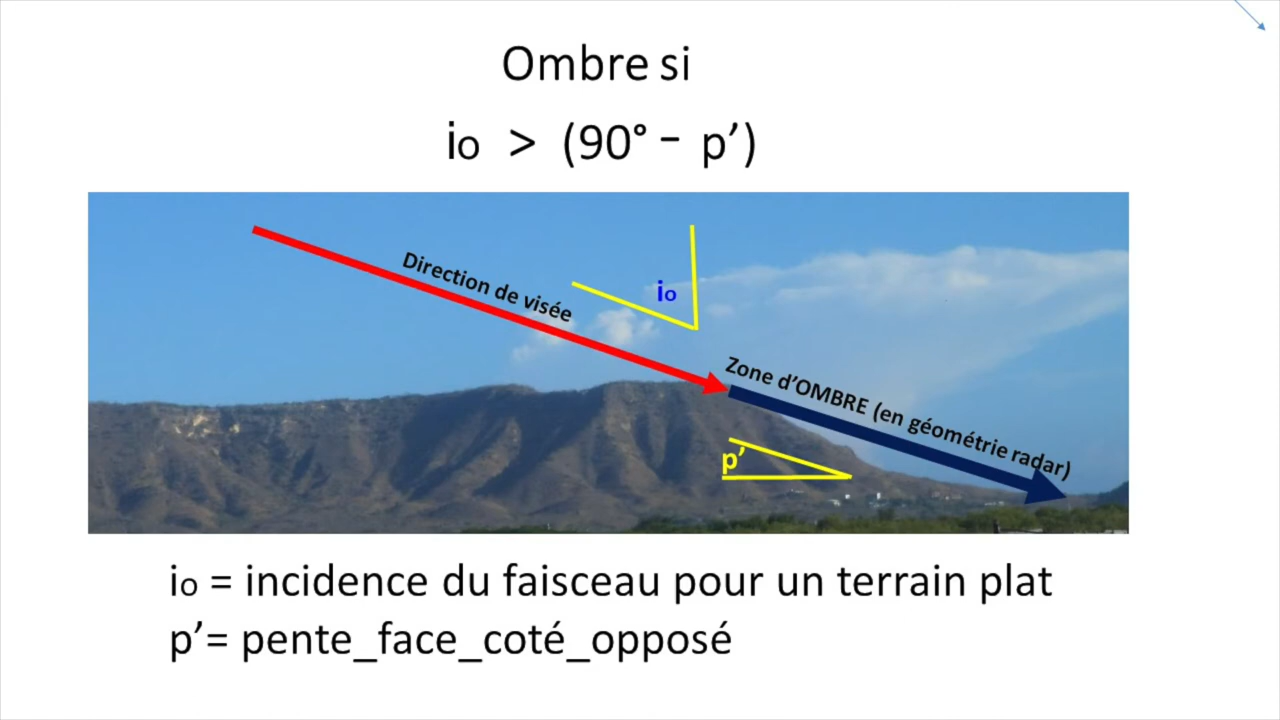 Ombre si
io > (90° - p’)
Direction de visée
io
Zone d’OMBRE (en géométrie radar)
p’
io = incidence du faisceau pour un terrain plat
p’= pente_face_coté_opposé